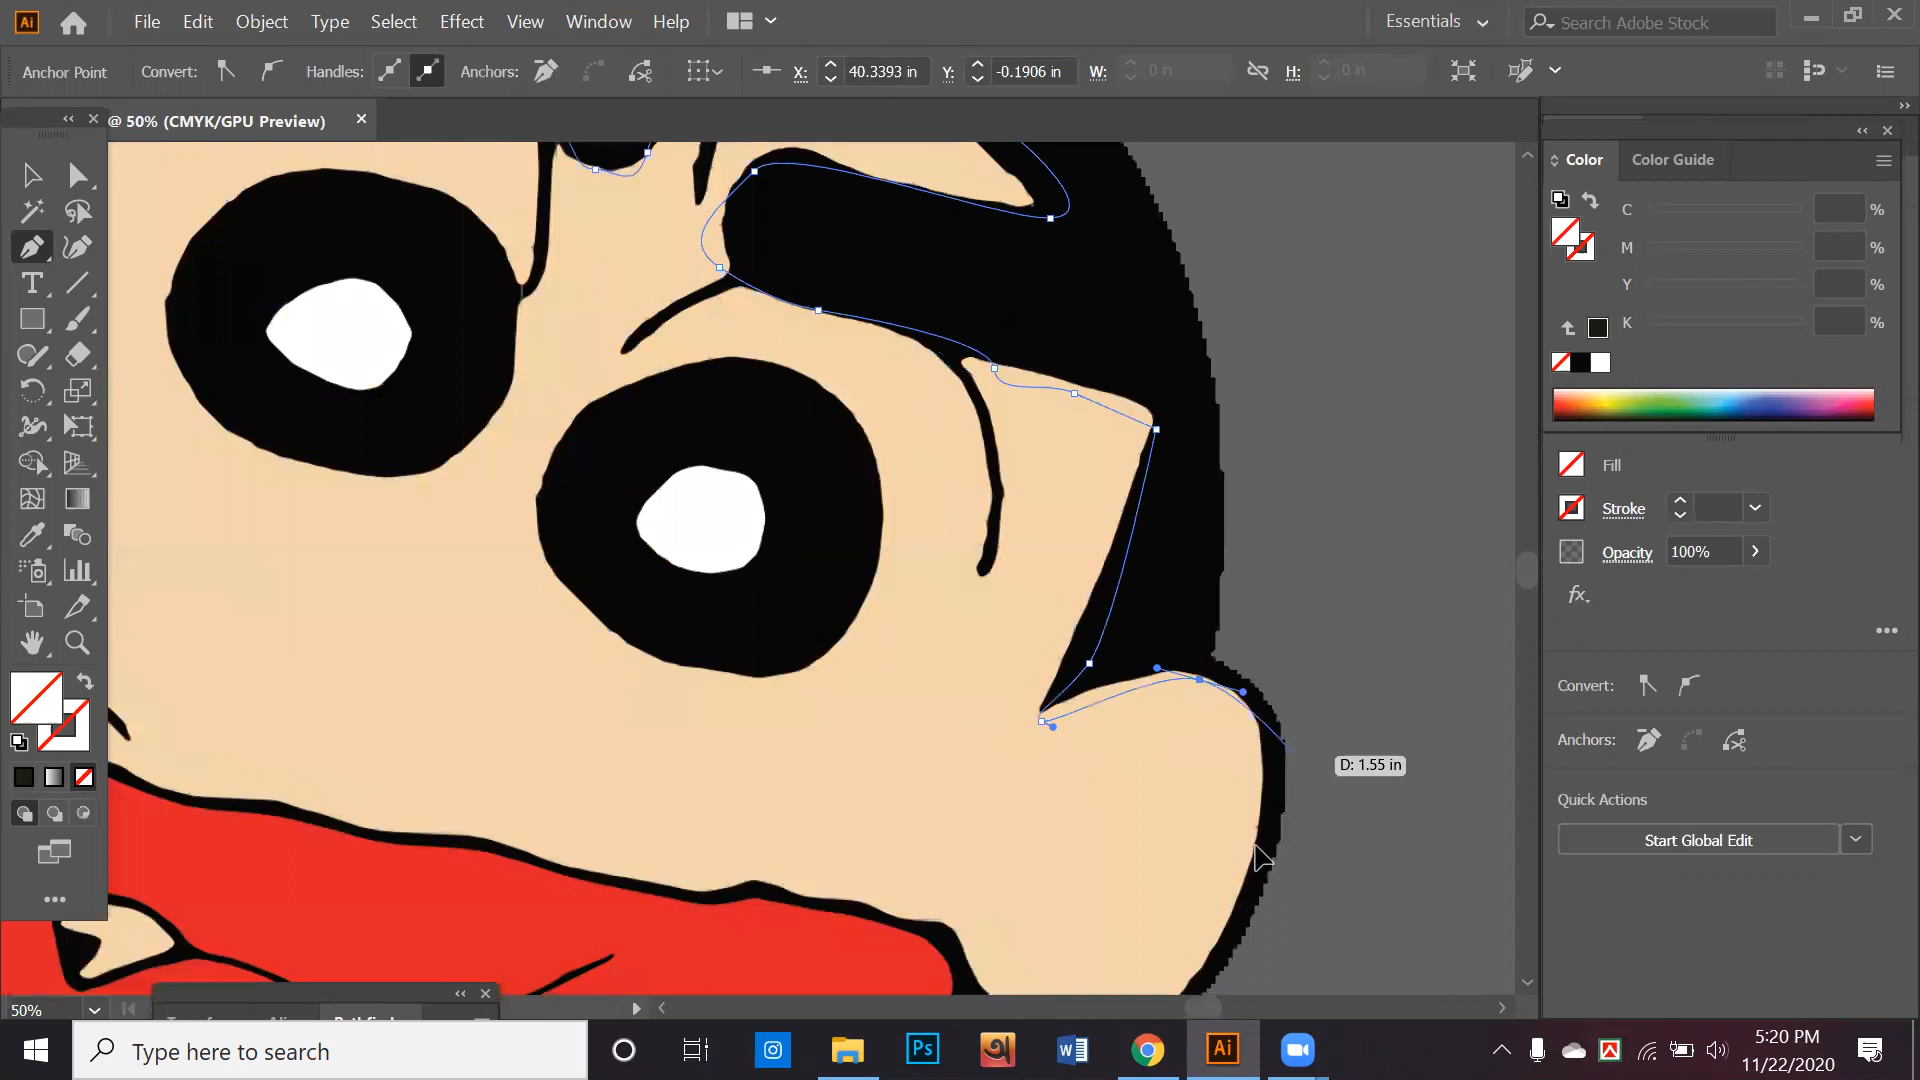 Ai File Edit Object Type Select Effect View Window Help Essentials Search Adobe Stock
Anchor Point Convert: Handles: Anchors: X: 40.3393 in Y: -0.1906 in W: 0 in H: 0 in
@ 50% (CMYK/GPU Preview)
Color Color Guide
C %
M %
Y %
K %
Fill
Stroke
Opacity 100%
fx.
Convert:
Anchors:
D: 1.55 in
Quick Actions
Start Global Edit
50%
Type here to search
Ps
Ai
5:20 PM
11/22/2020